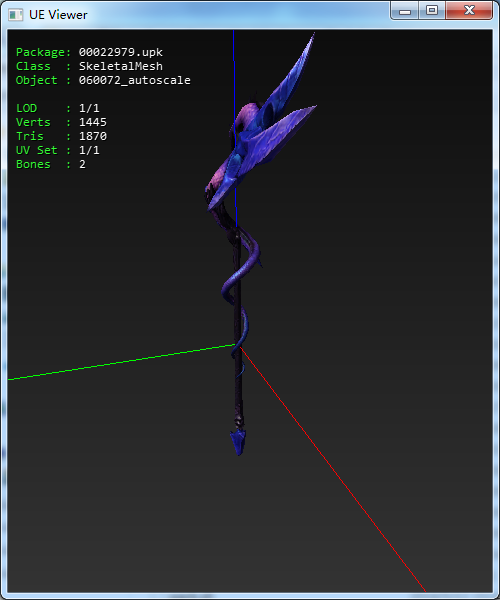 UE Viewer
Package: 00022979.upk
Class  : SkeletalMesh
Object : 060072_autoscale
LOD    : 1/1
Verts  : 1445
Tris   : 1870
UV Set : 1/1
Bones  : 2